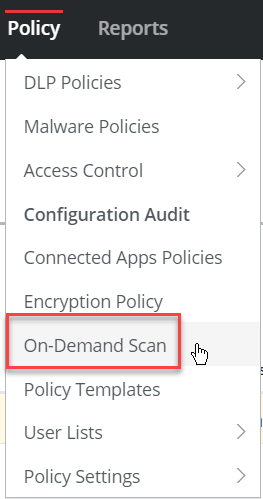 Policy Reports
DLP Policies
Malware Policies
Access Control
Configuration Audit
Connected Apps Policies
Encryption Policy
On-Demand Scan
Policy Templates
User Lists
Policy Settings